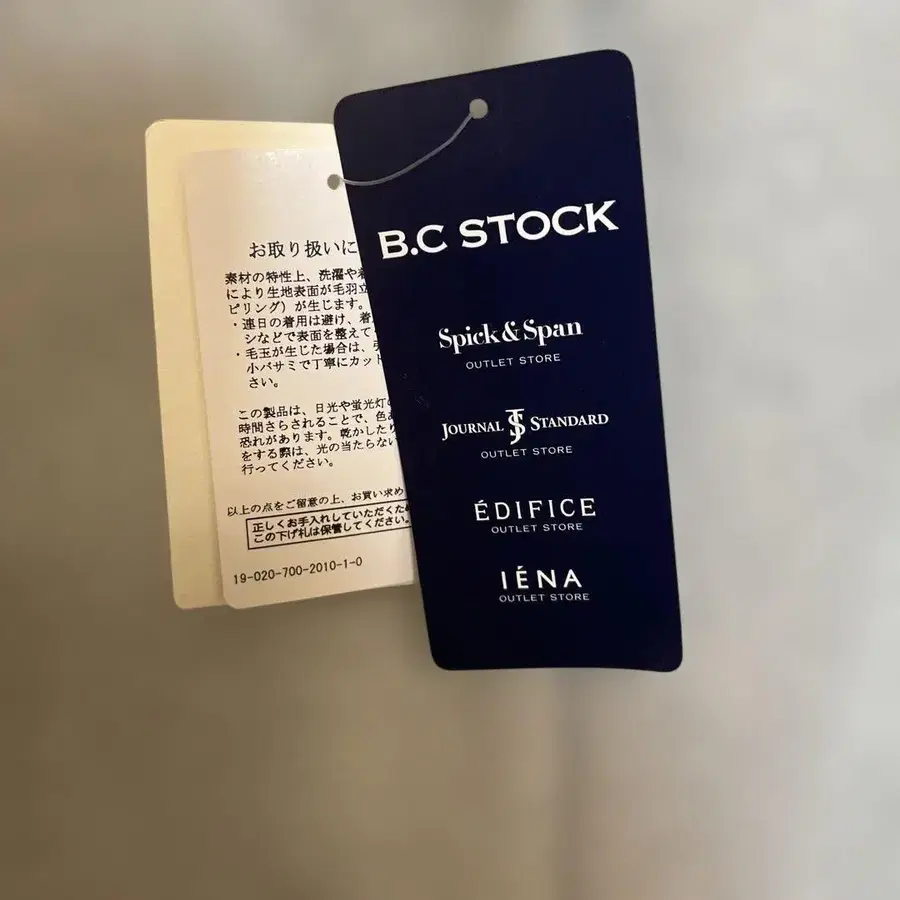 お取り扱いに
素材の特性上、洗濯や
により生地表面が毛羽立
ピリング）が生じます。
・連日の着用は避け、着
シなどで表面を整えて
・毛玉が生じた場合は、
小バサミで丁寧にカット
さい。
この製品は、日光や蛍光灯の
時間さらされることで、色
恐れがあります。乾かしたり
をする際は、光の当たらない
行ってください。
以上の点をご留意の上、お買い求め
正しくお手入れしていただくため
この下げ札は保管してください。
19-020-700-2010-1-0
B.C STOCK
Spick & Span
OUTLET STORE
JOURNAL JS STANDARD
OUTLET STORE
ÉDIFICE
OUTLET STORE
IÉNA
OUTLET STORE